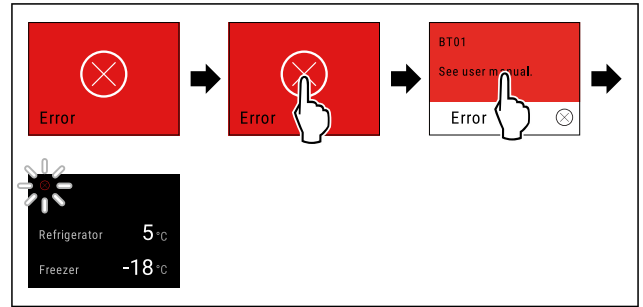 Error
Error
BT01
See user manual.
Error
Refrigerator 5 °C
Freezer -18 °C